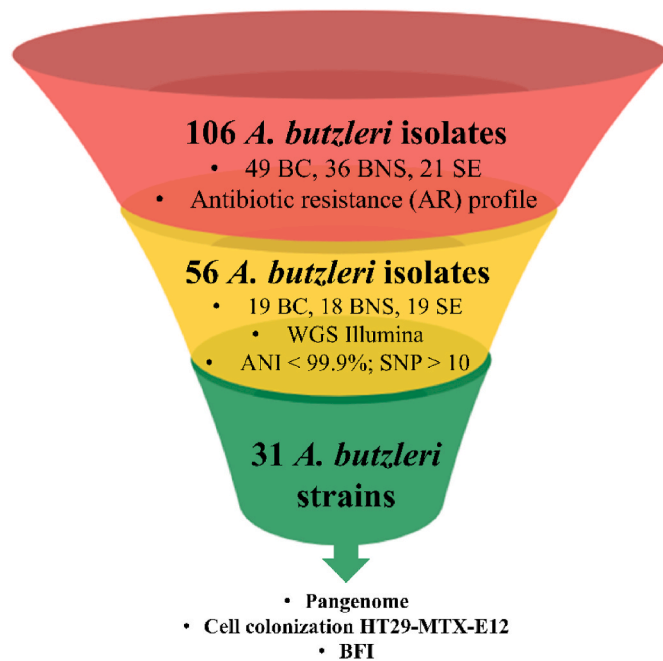 106 A. butzleri isolates
• 49 BC, 36 BNS, 21 SE
• Antibiotic resistance (AR) profile
56 A. butzleri isolates
• 19 BC, 18 BNS, 19 SE
• WGS Illumina
• ANI < 99.9%; SNP > 10
31 A. butzleri
strains
• Pangenome
• Cell colonization HT29-MTX-E12
• BFI